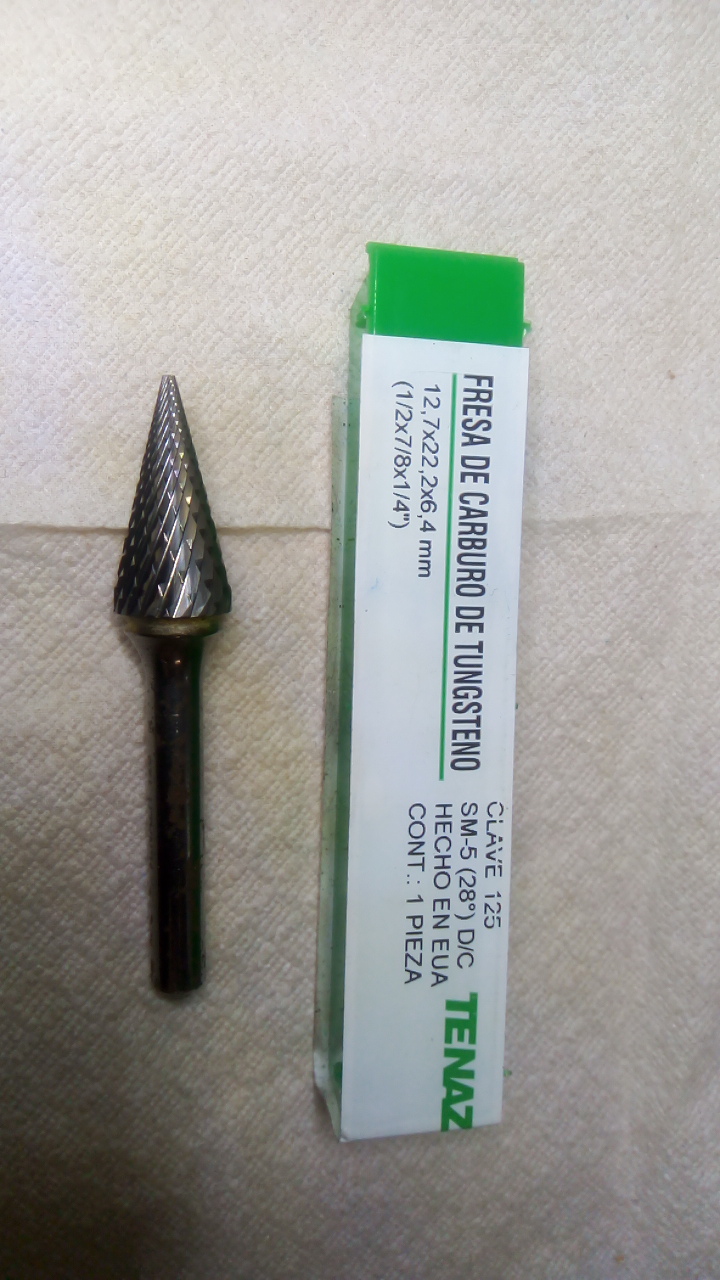 FRESA DE CARBURO DE TUNGSTENO
12,7x22,2x6,4 mm
(1/2x7/8x1/4")
CLAVE 125
SM-5 (28°) D/C
HECHO EN EUA
CONT.: 1 PIEZA
TENAZ